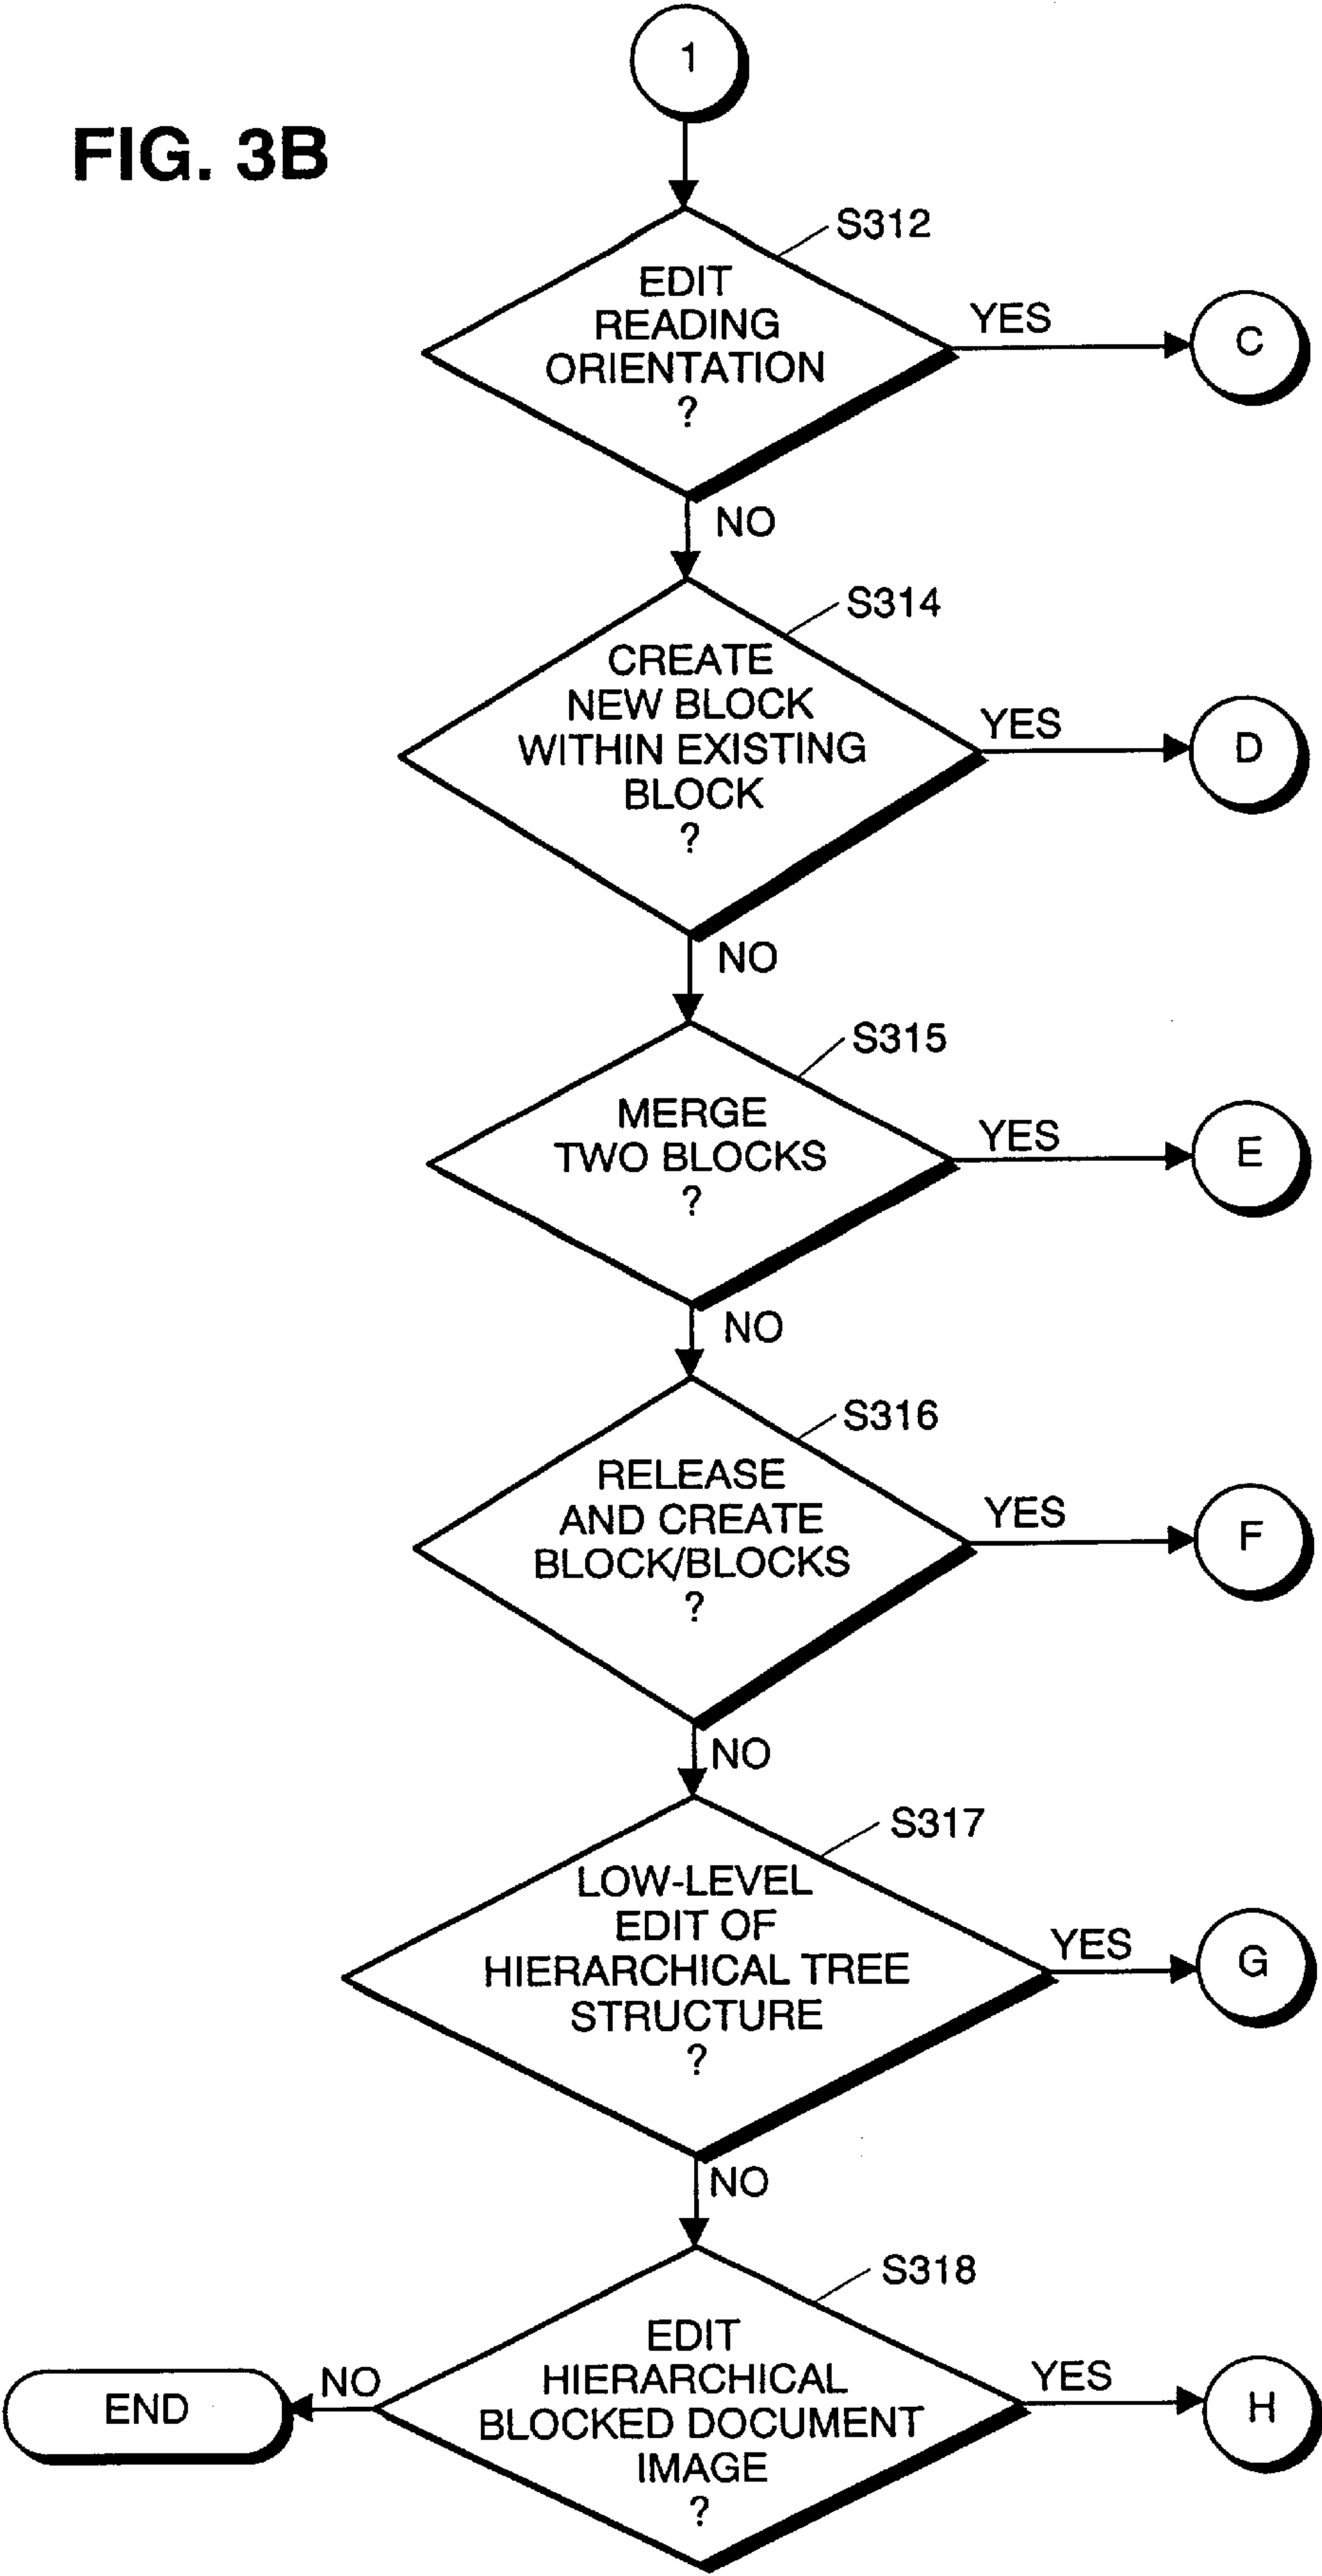 1
FIG. 3B
S312
EDIT
READING
ORIENTATION
?
YES
C
NO
S314
CREATE
NEW BLOCK
WITHIN EXISTING
BLOCK
?
YES
D
NO
S315
MERGE
TWO BLOCKS
?
YES
E
NO
S316
RELEASE
AND CREATE
BLOCK/BLOCKS
?
YES
F
NO
S317
LOW-LEVEL
EDIT OF
HIERARCHICAL TREE
STRUCTURE
?
YES
G
NO
S318
EDIT
HIERARCHICAL
BLOCKED DOCUMENT
IMAGE
?
YES
H
NO
END